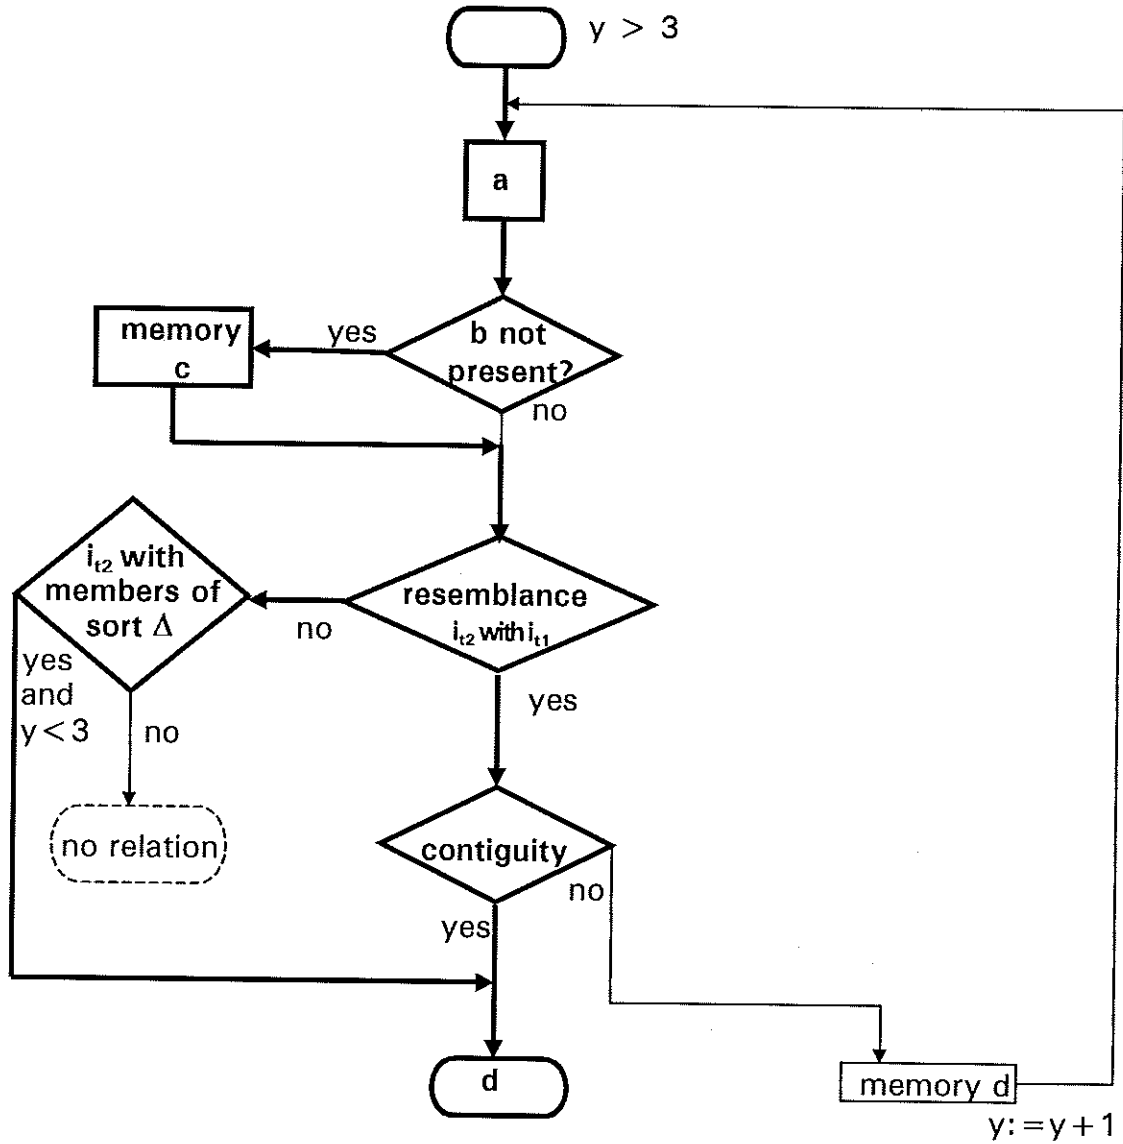 y > 3
a
b not
present?
yes
memory
c
no
i_t2 with
members of
sort Δ
resemblance
i_t2 with i_t1
no
yes
and
y<3
no
yes
no relation
contiguity
no
yes
d
memory d
y:=y+1